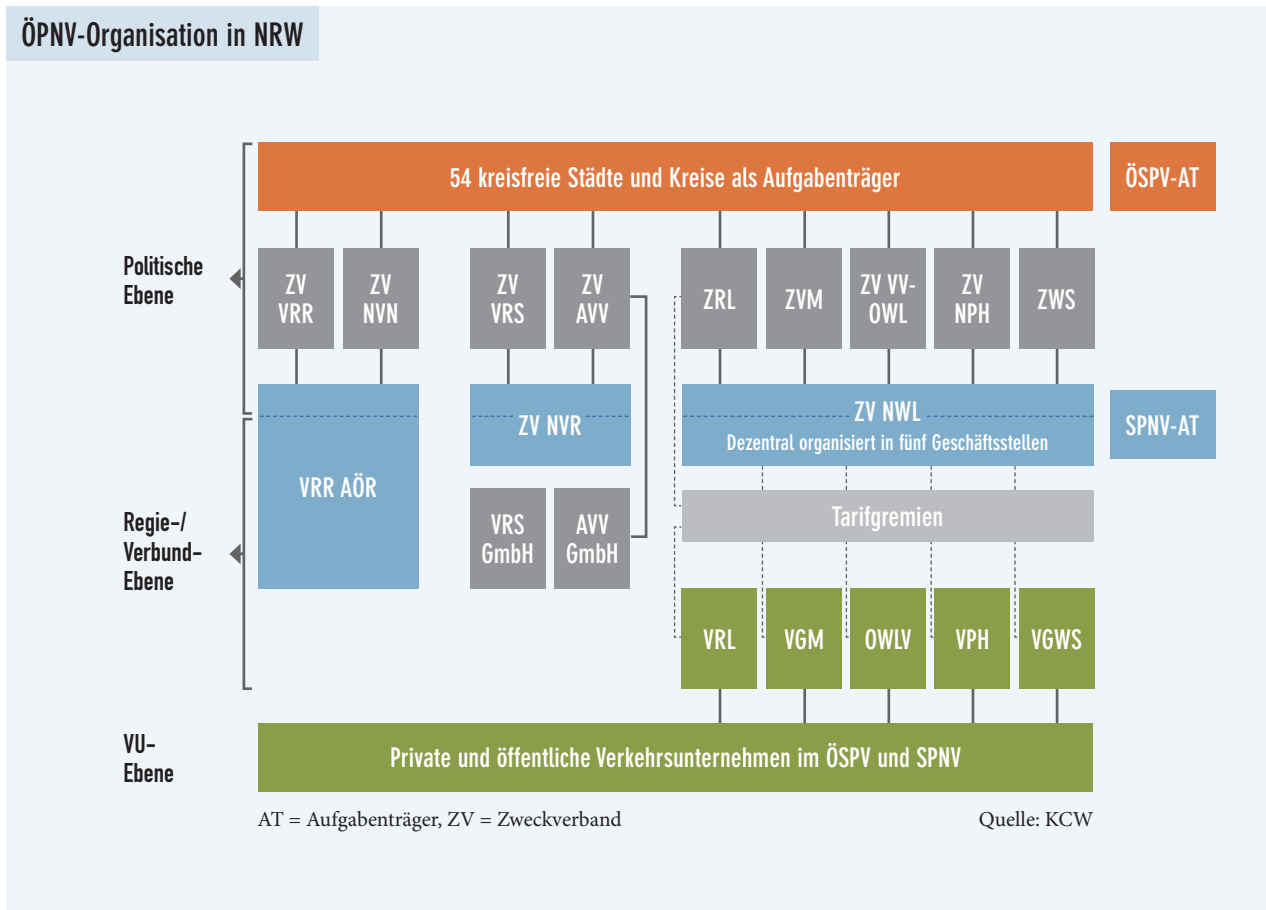 ÖPNV-Organisation in NRW
54 kreisfreie Städte und Kreise als Aufgabenträger
ÖSPV-AT
Politische
Ebene
ZV
VRR
ZV
NVN
ZV
VRS
ZV
AVV
ZRL
ZVM
ZV VV-
OWL
ZV
NPH
ZWS
ZV NVR
ZV NWL
Dezentral organisiert in fünf Geschäftsstellen
SPNV-AT
VRR AÖR
Regie-/
Verbund-
Ebene
VRS
GmbH
AVV
GmbH
Tarifgremien
VRL
VGM
OWLV
VPH
VGWS
VU-
Ebene
Private und öffentliche Verkehrsunternehmen im ÖSPV und SPNV
AT = Aufgabenträger, ZV = Zweckverband
Quelle: KCW